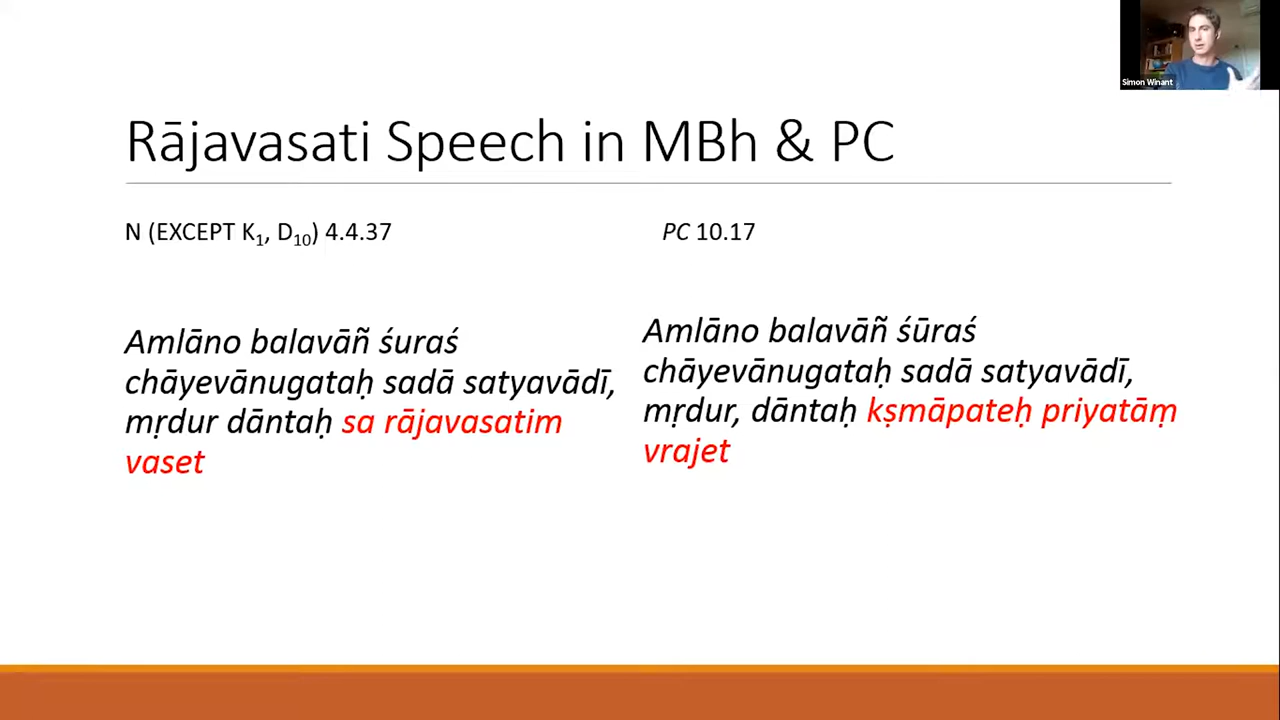 Simon Winant
Rājavasati Speech in MBh & PC
N (EXCEPT K1, D10) 4.4.37
Amlāno balavāñ śuraś
chāyevānugataḥ sadā satyavādī,
mṛdur dāntaḥ sa rājavasatim
vaset
PC 10.17
Amlāno balavāñ śūraś
chāyevānugataḥ sadā satyavādī,
mṛdur, dāntaḥ kṣmāpateḥ priyatāṃ
vrajet